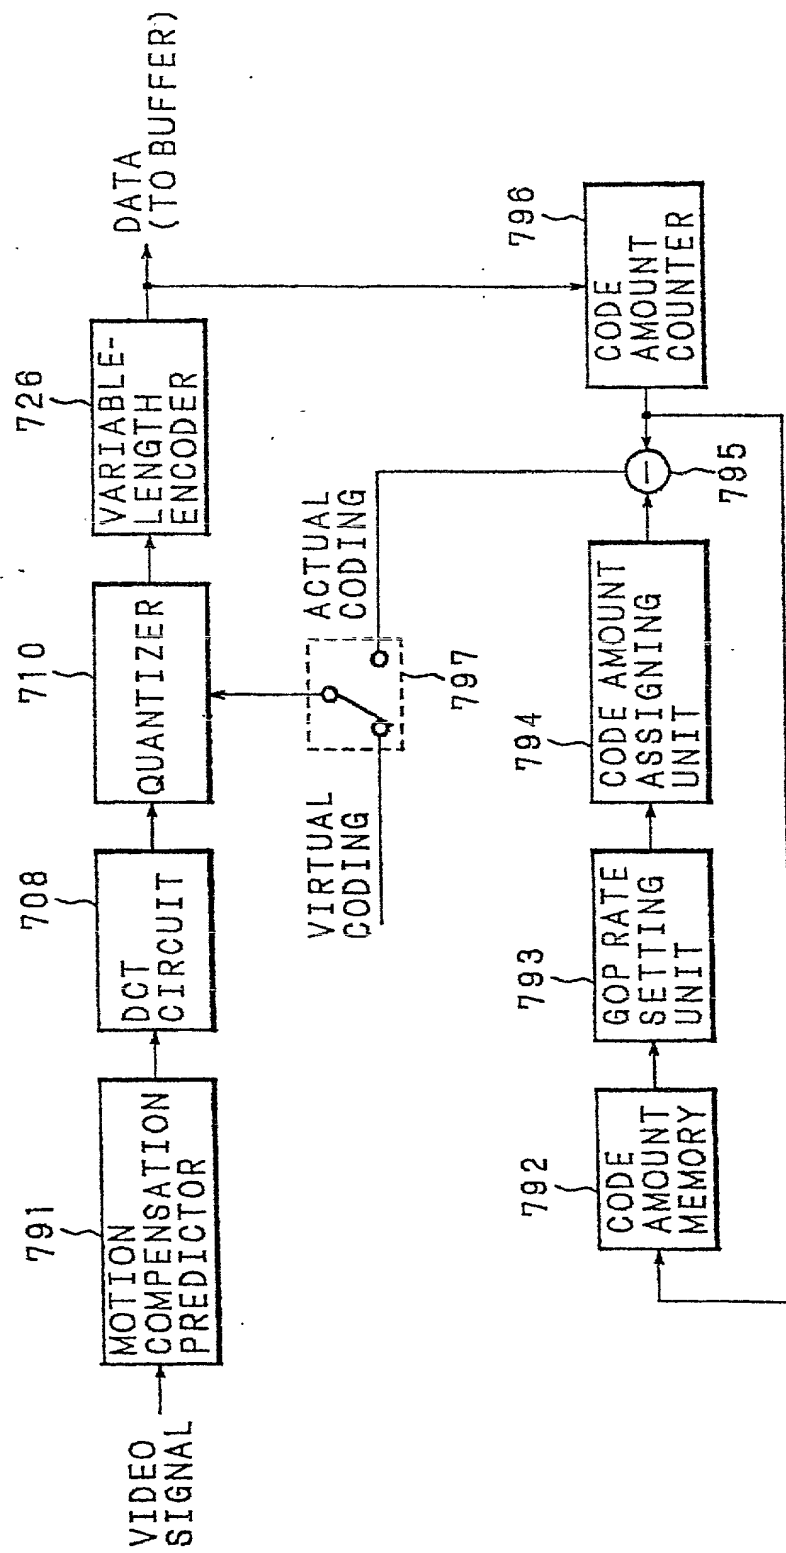 VIDEO
SIGNAL
791
MOTION
COMPENSATION
PREDICTOR
708
DCT
CIRCUIT
710
QUANTIZER
726
VARIABLE-
LENGTH
ENCODER
DATA
(TO BUFFER)
VIRTUAL
CODING
ACTUAL
CODING
797
792
CODE
AMOUNT
MEMORY
793
GOP RATE
SETTING
UNIT
794
CODE AMOUNT
ASSIGNING
UNIT
795
796
CODE
AMOUNT
COUNTER